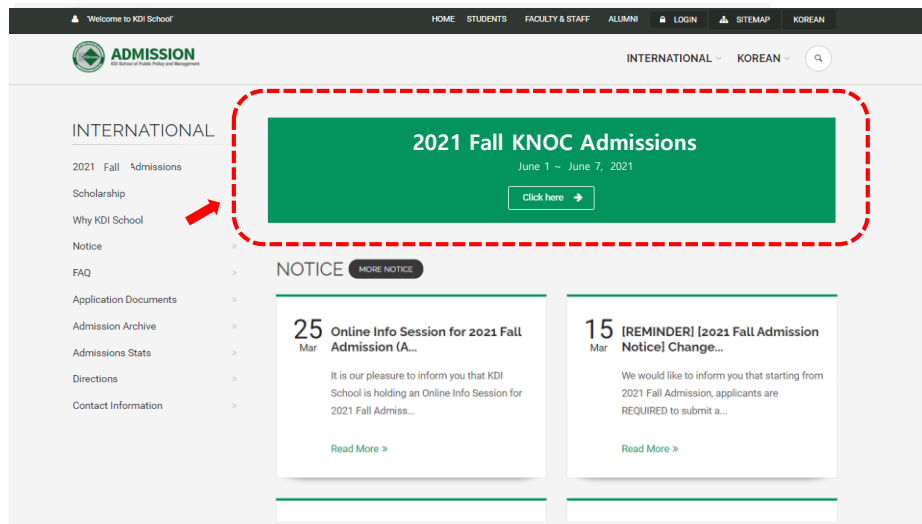 'Welcome to KDI School'
HOME STUDENTS FACULTY & STAFF ALUMNI LOGIN SITEMAP KOREAN
ADMISSION
KDI School of Public Policy and Management
INTERNATIONAL KOREAN
INTERNATIONAL
2021 Fall Admissions
Scholarship
Why KDI School
Notice
FAQ
Application Documents
Admission Archive
Admissions Stats
Directions
Contact Information
2021 Fall KNOC Admissions
June 1 ~ June 7, 2021
Click here
NOTICE MORE NOTICE
25
Mar
Online Info Session for 2021 Fall
Admission (A...
It is our pleasure to inform you that KDI
School is holding an Online Info Session for
2021 Fall Admiss...
Read More »
15
Mar
[REMINDER] [2021 Fall Admission
Notice] Change...
We would like to inform you that starting from
2021 Fall Admission, applicants are
REQUIRED to submit a...
Read More »